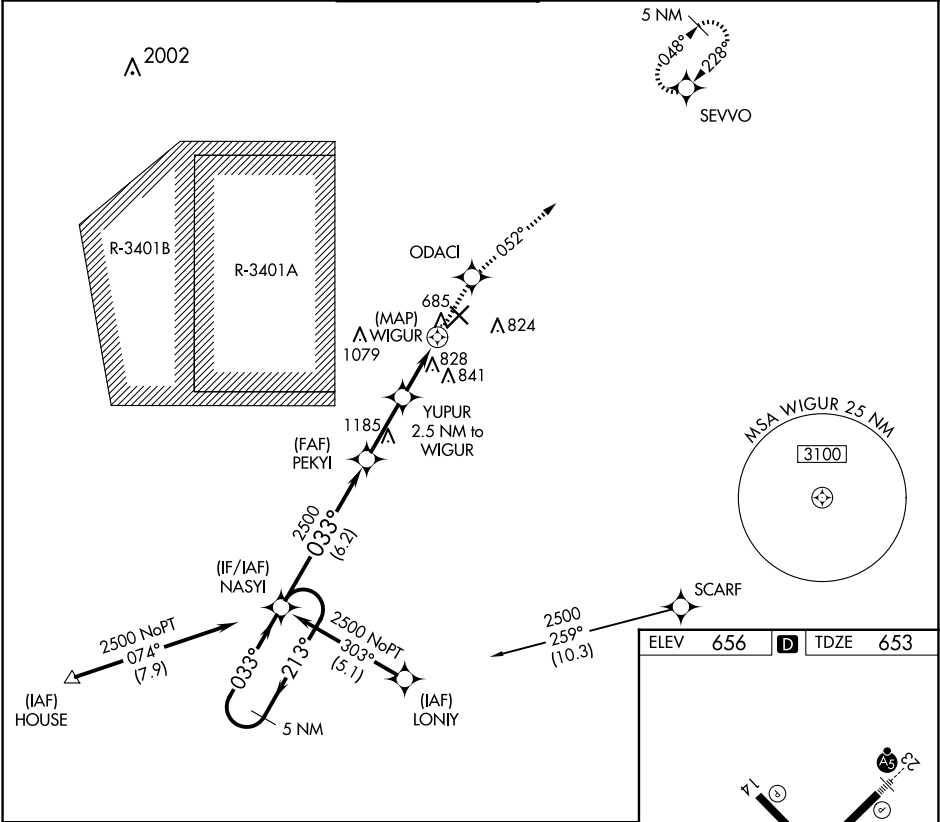 2002
5 NM
048°
228°
SEVVO
R-3401B
R-3401A
052°
ODACI
685
(MAP)
WIGUR
824
1079
828
841
YUPUR
2.5 NM to
WIGUR
1185
(FAF)
PEKYI
MSA WIGUR 25 NM
3100
2500
033°
(6.2)
(IF/IAF)
NASYI
SCARF
2500 NoPT
074°
(7.9)
2500 NoPT
303°
(5.1)
2500
259°
(10.3)
033°
213°
(IAF)
HOUSE
(IAF)
LONIY
5 NM
ELEV 656 D TDZE 653
A5
23
14
P
P